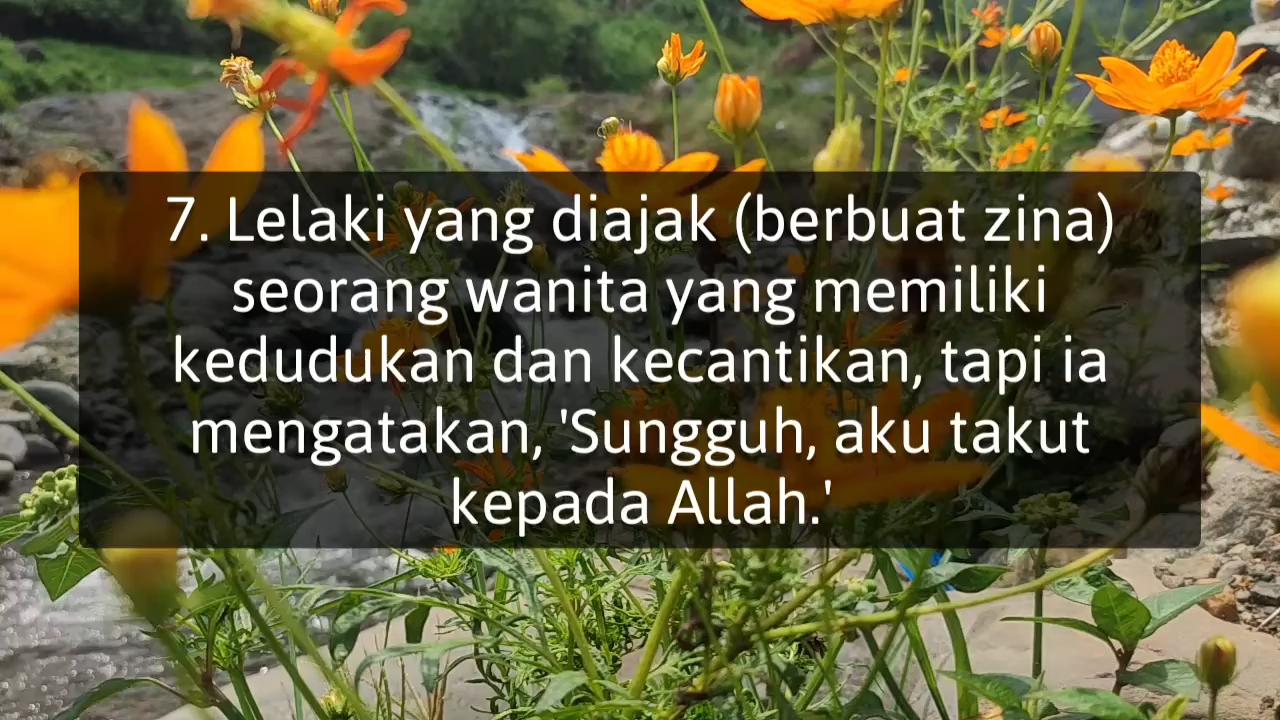 7. Lelaki yang diajak (berbuat zina)
seorang wanita yang memiliki
kedudukan dan kecantikan, tapi ia
mengatakan, 'Sungguh, aku takut
kepada Allah.'